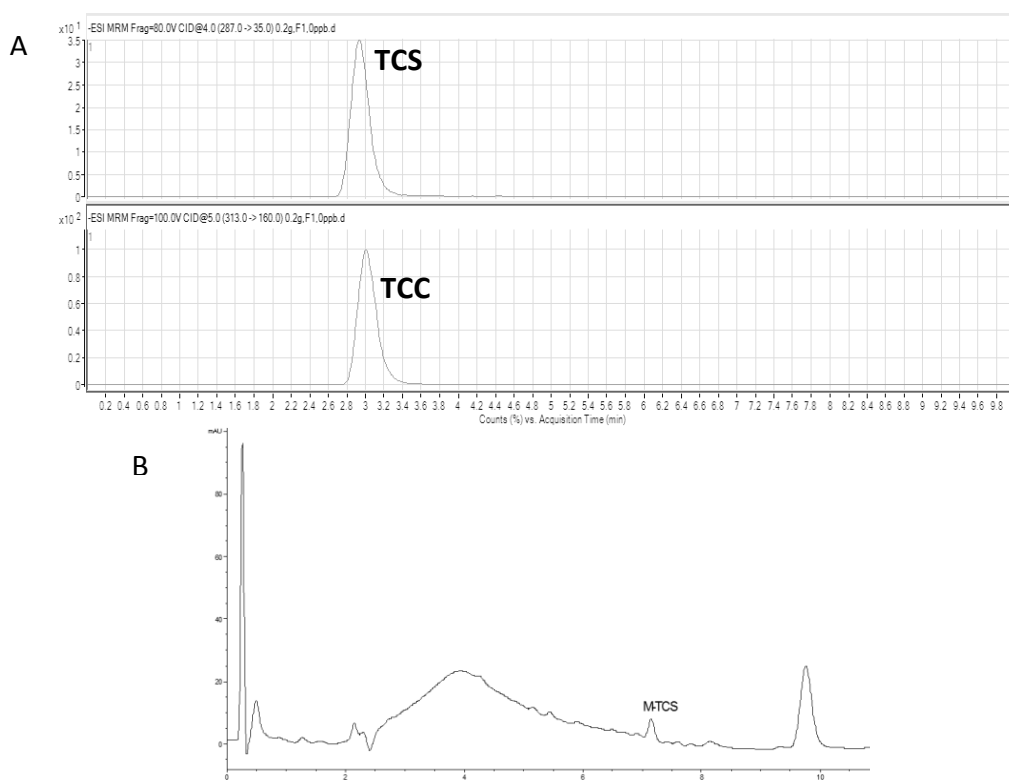 A
-ESI MRM Frag=80.0V CID@4.0 (287.0 -> 35.0) 0.2g,F1,0ppb.d
x10 1
1
TCS
3.5
3
2.5
2
1.5
1
0.5
0
-ESI MRM Frag=100.0V CID@5.0 (313.0 -> 160.0) 0.2g,F1,0ppb.d
x10 2
1
TCC
1
0.8
0.6
0.4
0.2
0
0.2 0.4 0.6 0.8 1 1.2 1.4 1.6 1.8 2 2.2 2.4 2.6 2.8 3 3.2 3.4 3.6 3.8 4 4.2 4.4 4.6 4.8 5 5.2 5.4 5.6 5.8 6 6.2 6.4 6.6 6.8 7 7.2 7.4 7.6 7.8 8 8.2 8.4 8.6 8.8 9 9.2 9.4 9.6 9.8
Counts (%) vs. Acquisition Time (min)
B
mAU
80
60
40
20
0
M-TCS
0 2 4 6 8 10